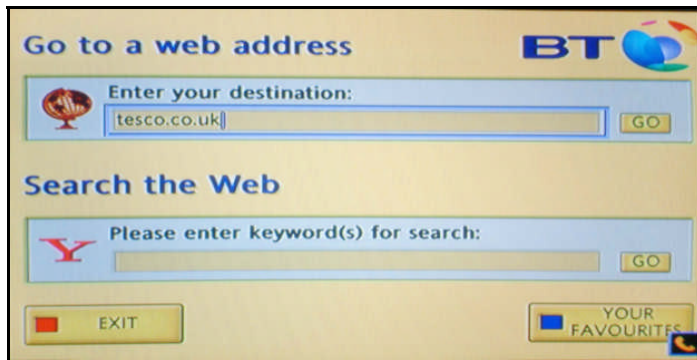 Go to a web address
BT
Enter your destination:
tesco.co.uk
GO
Search the Web
Y
Please enter keyword(s) for search:
GO
EXIT
YOUR
FAVOURITES